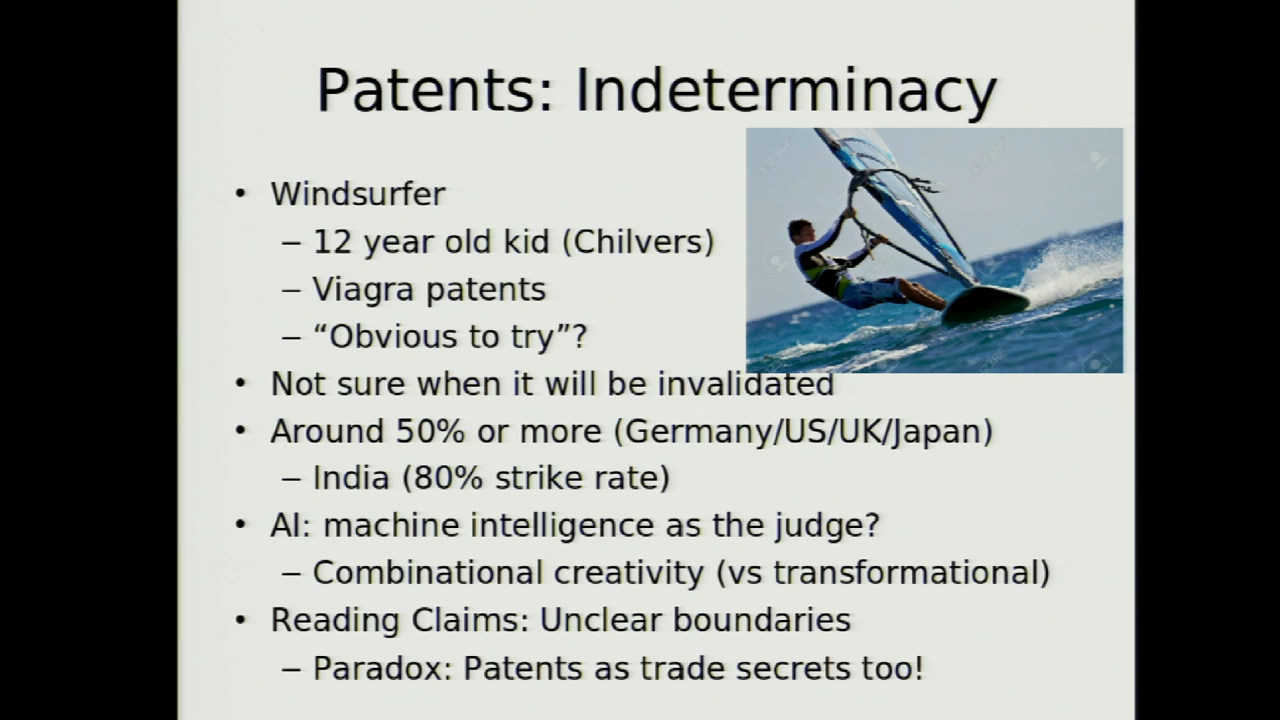 Patents: Indeterminacy
• Windsurfer
– 12 year old kid (Chilvers)
– Viagra patents
– “Obvious to try”?
• Not sure when it will be invalidated
• Around 50% or more (Germany/US/UK/Japan)
– India (80% strike rate)
• AI: machine intelligence as the judge?
– Combinational creativity (vs transformational)
• Reading Claims: Unclear boundaries
– Paradox: Patents as trade secrets too!